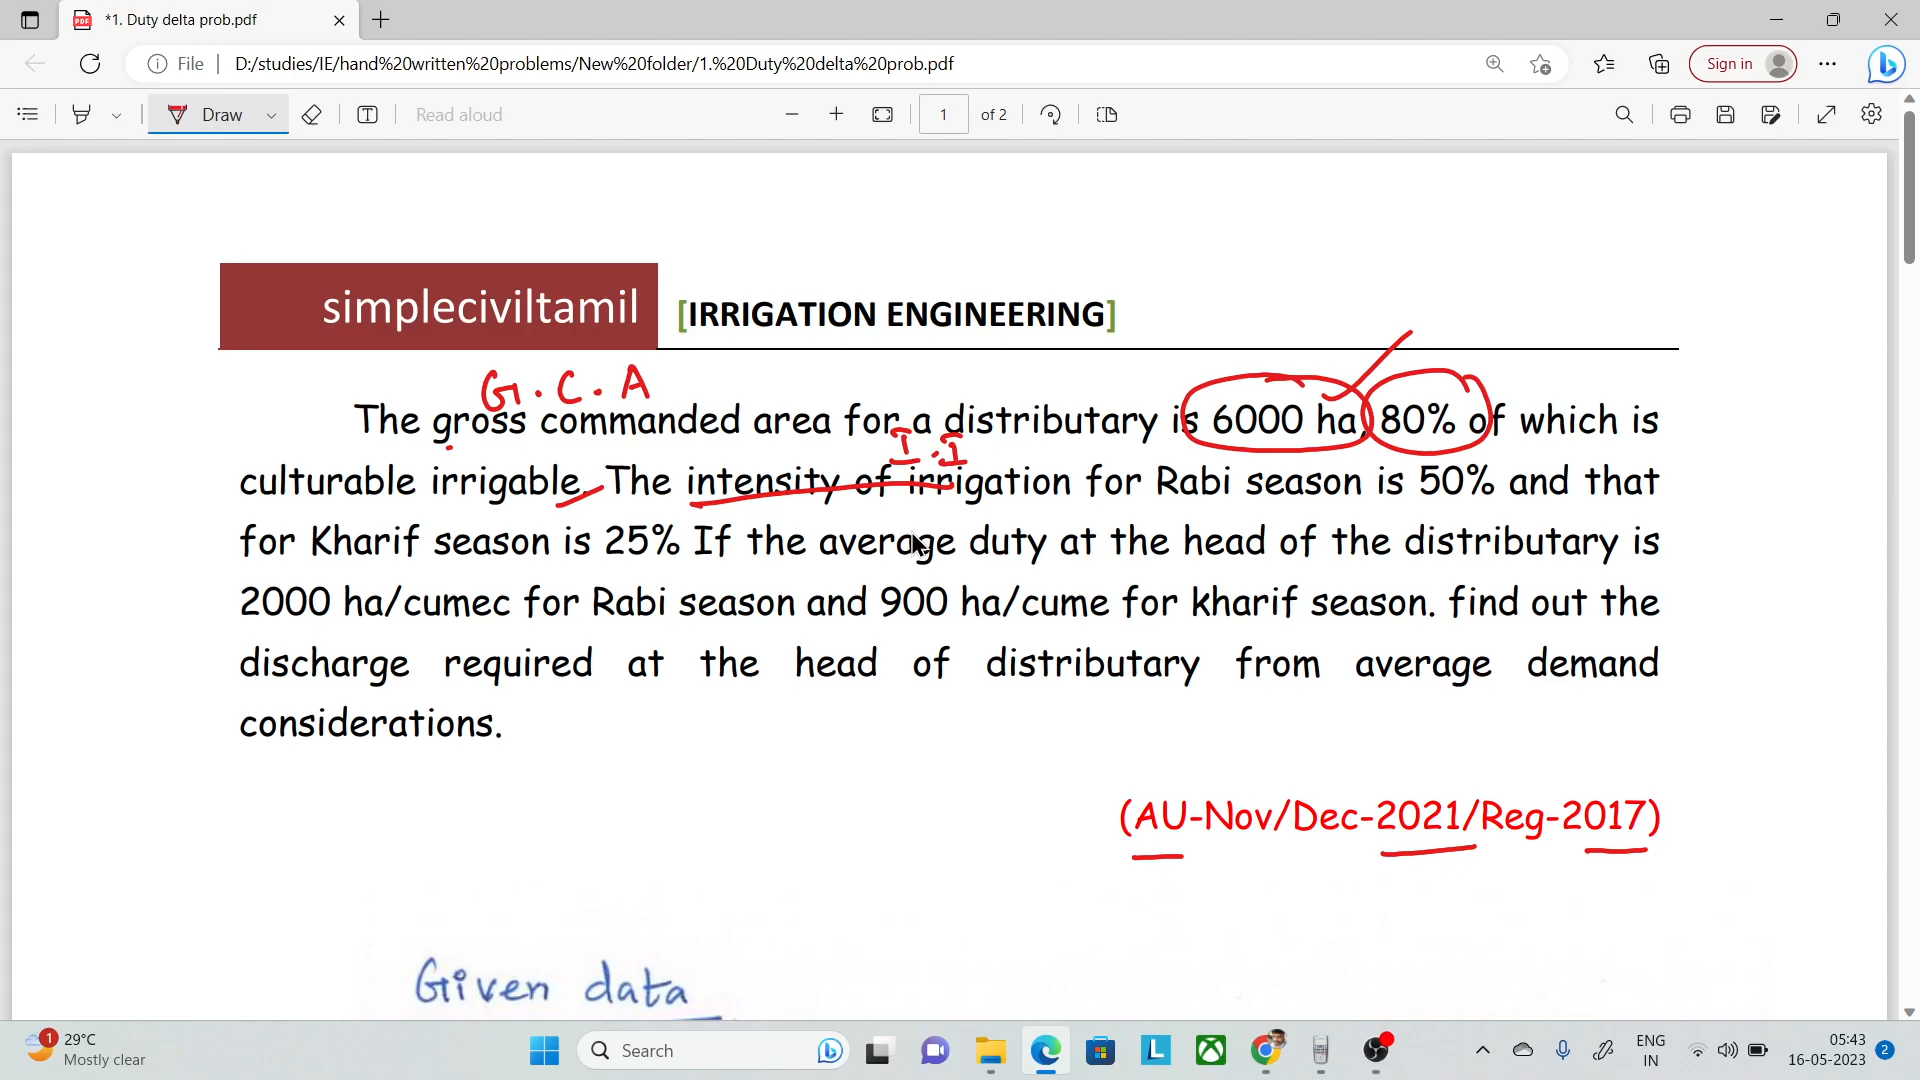 *1. Duty delta prob.pdf
File
D:/studies/IE/hand%20written%20problems/New%20folder/1.%20Duty%20delta%20prob.pdf
Sign in
Draw
Read aloud
1
of 2
simpleciviltamil
[IRRIGATION ENGINEERING]
G.C.A
The gross commanded area for a distributary is 6000 ha, 80% of which is
I.I
culturable irrigable. The intensity of irrigation for Rabi season is 50% and that
for Kharif season is 25% If the average duty at the head of the distributary is
2000 ha/cumec for Rabi season and 900 ha/cume for kharif season. find out the
discharge required at the head of distributary from average demand
considerations.
(AU-Nov/Dec-2021/Reg-2017)
Given data
1
29°C
Mostly clear
Search
ENG
IN
05:43
16-05-2023
2